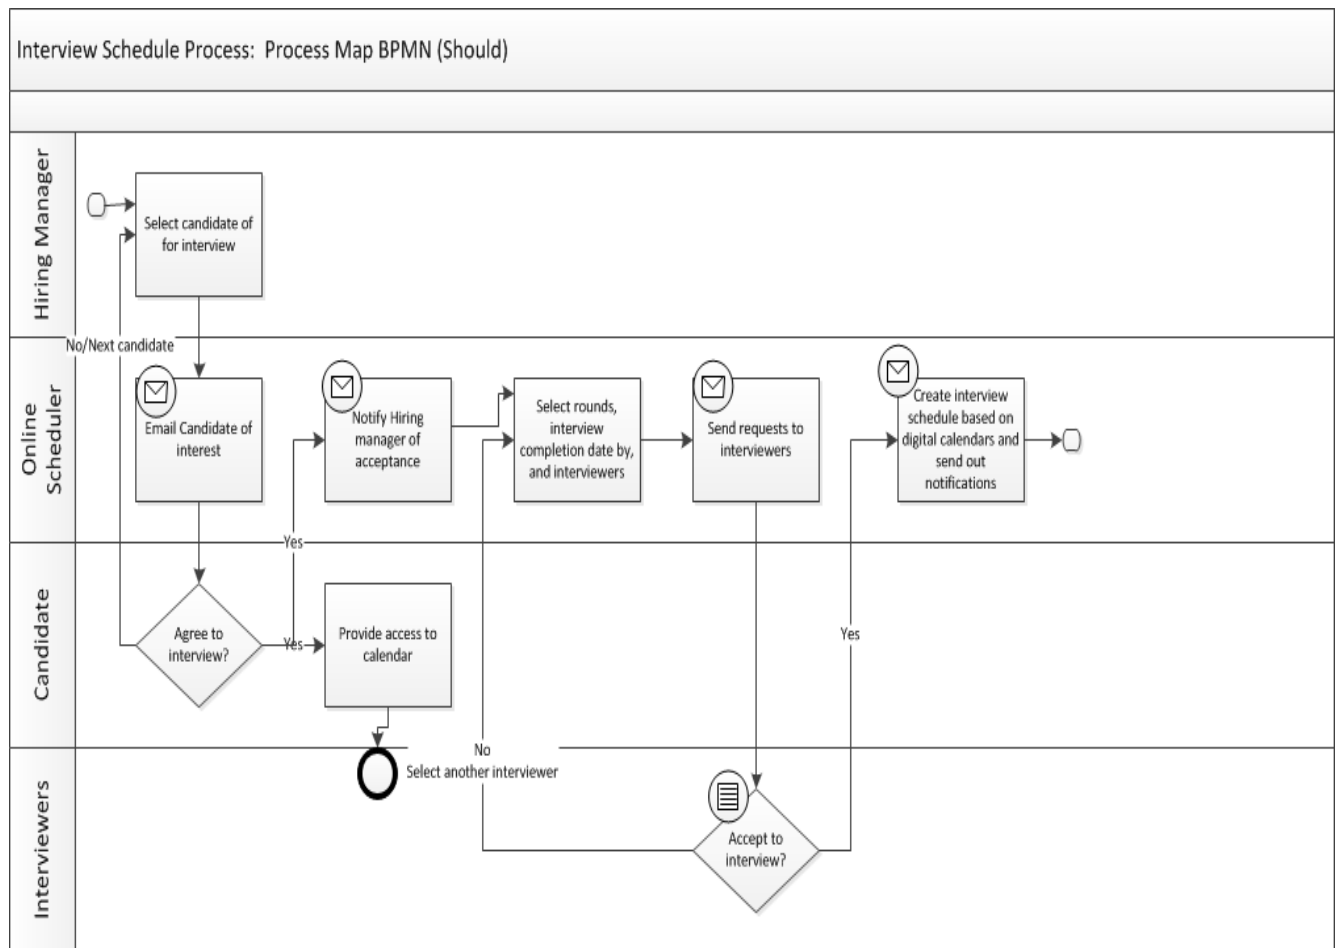 Interview Schedule Process:  Process Map BPMN (Should)
Hiring Manager
Select candidate of
for interview
No/Next candidate
Online
Scheduler
Email Candidate of
interest
Notify Hiring
manager of
acceptance
Select rounds,
interview
completion date by,
and interviewers
Send requests to
interviewers
Create interview
schedule based on
digital calendars and
send out
notifications
Yes
Candidate
Agree to
interview?
Yes
Provide access to
calendar
Yes
No
Select another interviewer
Interviewers
Accept to
interview?